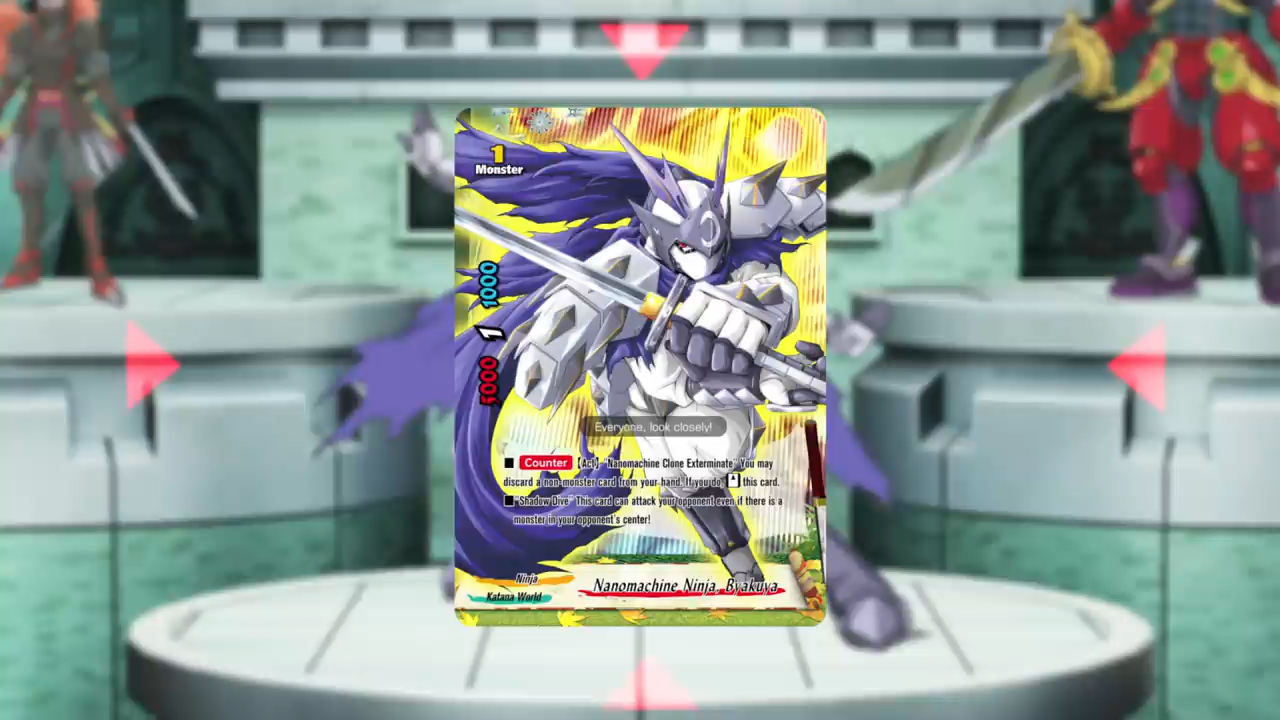 1
Monster
1000
1
5000
Everyone, look closely!
■ Counter [Act] "Nanomachine Clone Exterminate" You may
discard a non-monster card from your hand. If you do, this card.
■ "Shadow Dive" This card can attack your opponent even if there is a
monster in your opponent's center!
Ninja
Katana World
Nanomachine Ninja, Byakuya